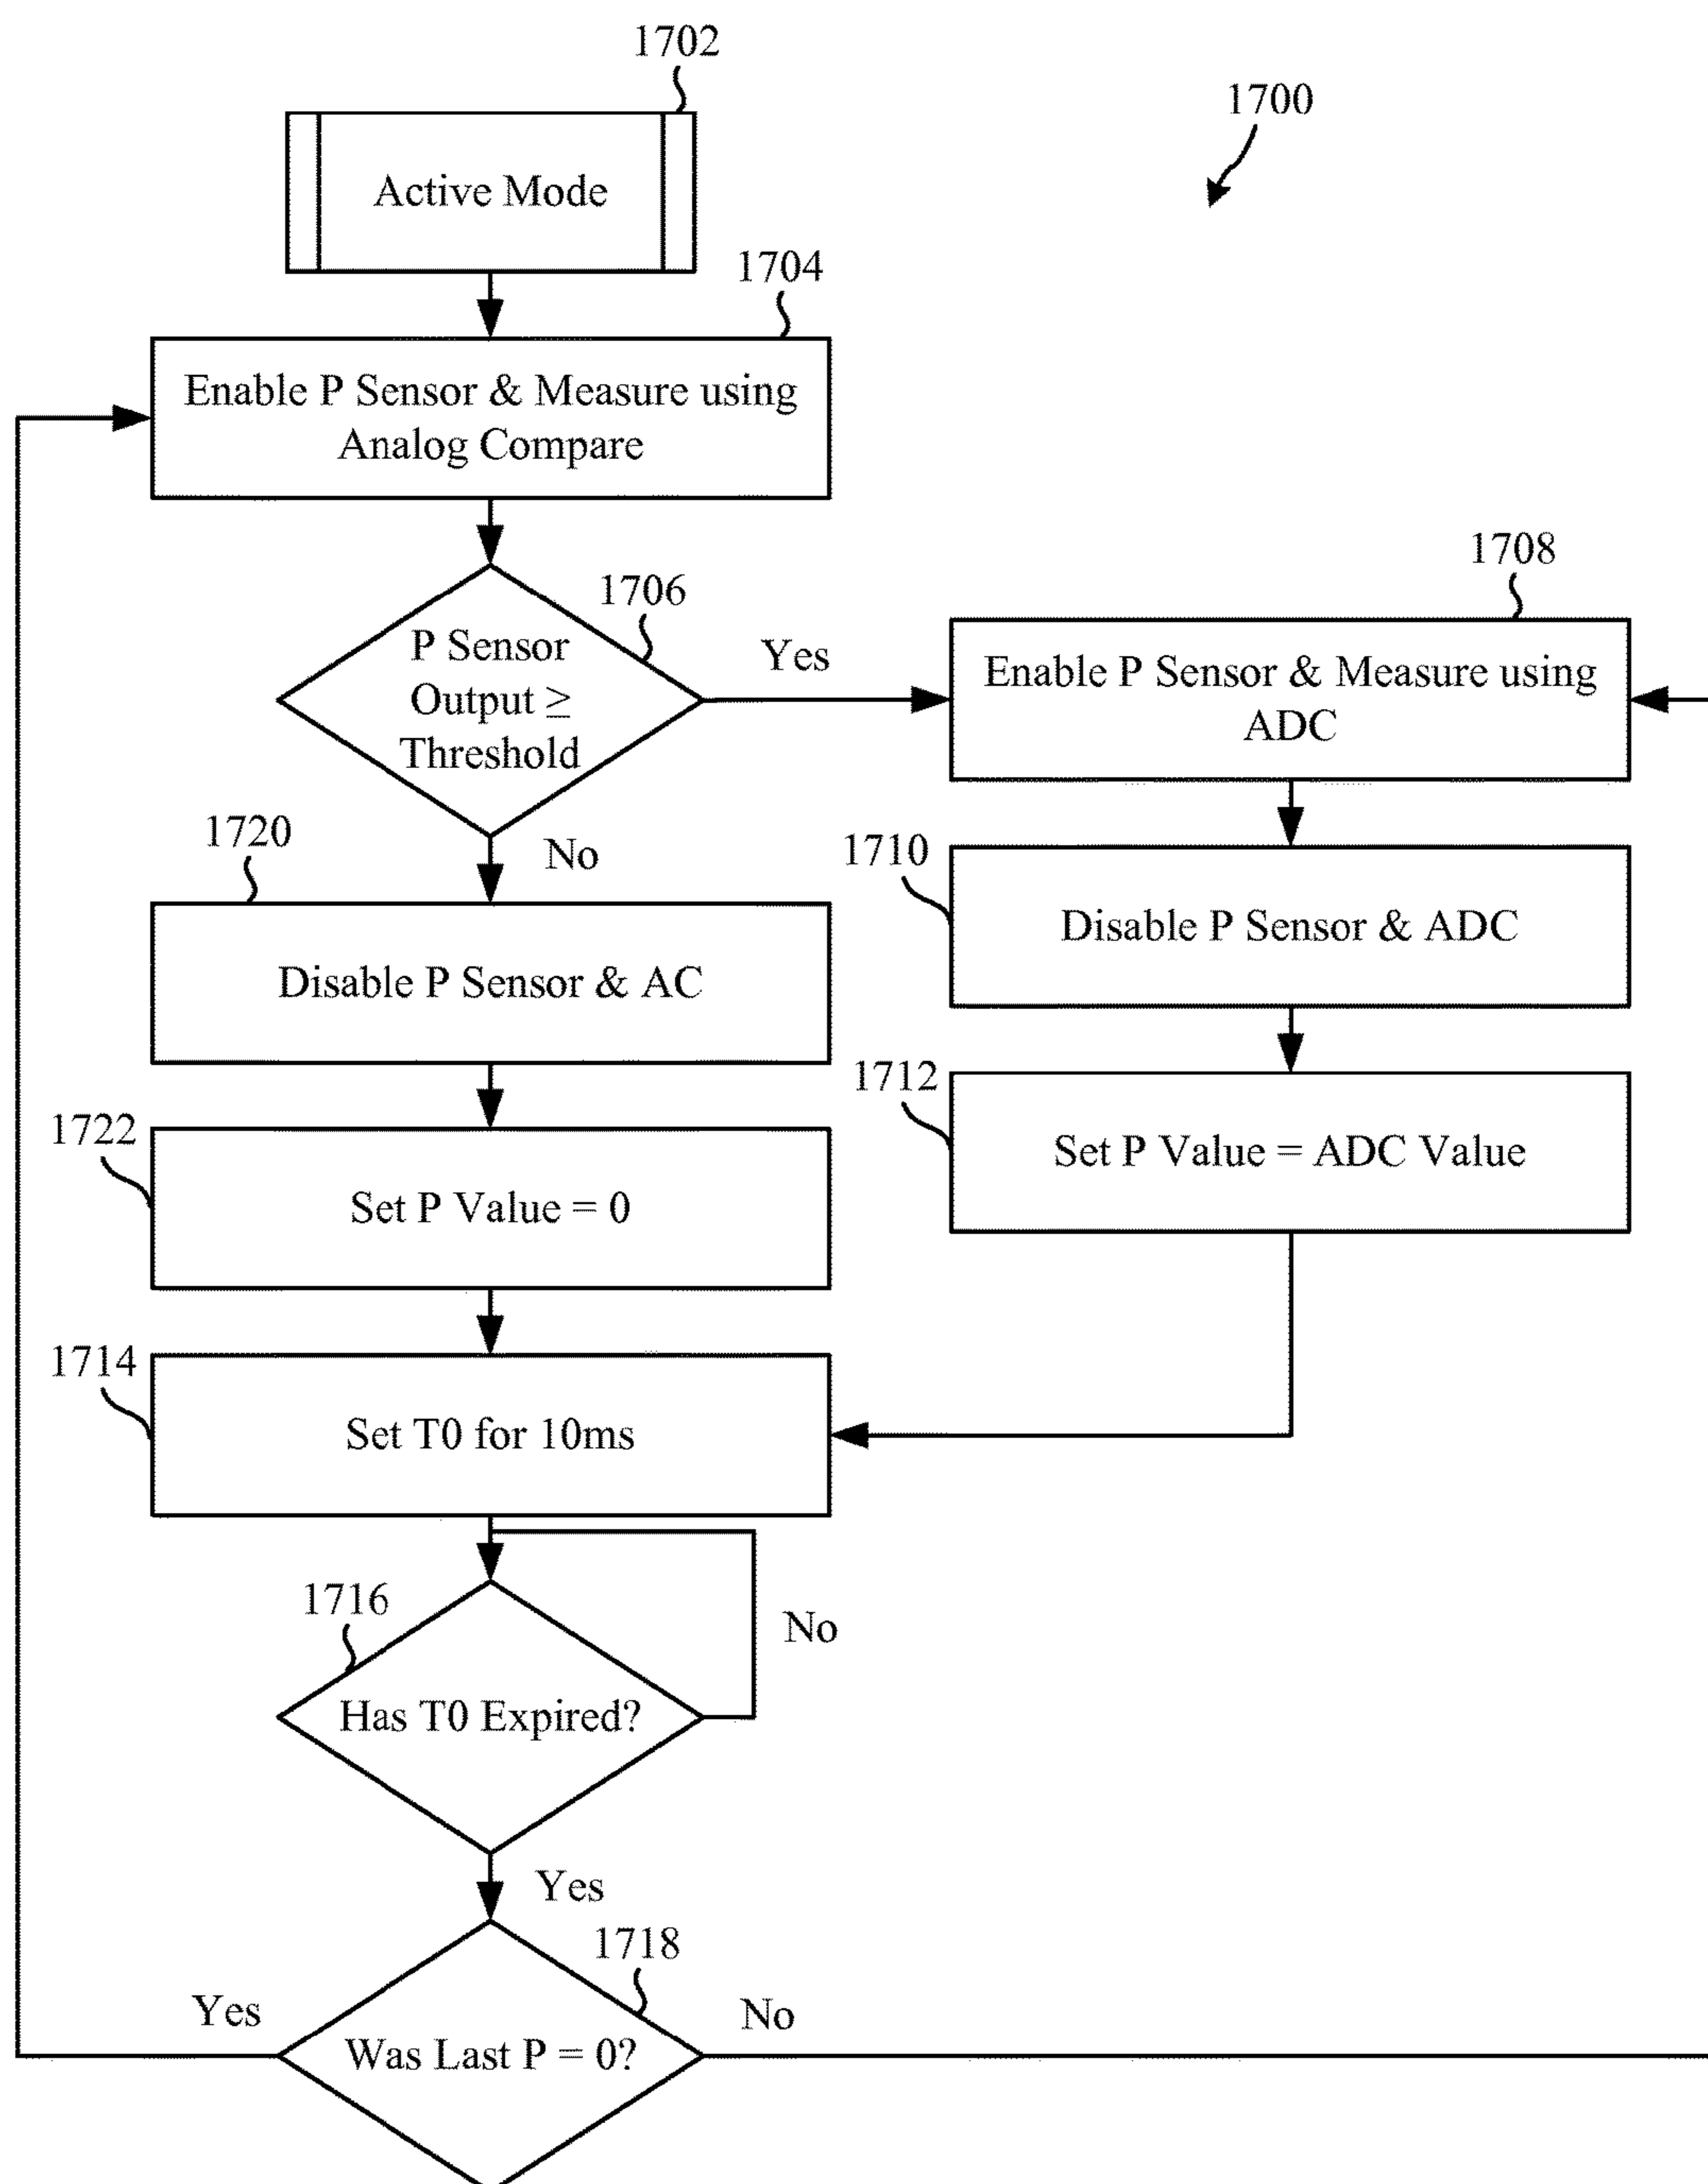 1702
1700
Active Mode
1704
Enable P Sensor & Measure using
Analog Compare
1706
P Sensor
Output ≥
Threshold
Yes
1708
Enable P Sensor & Measure using
ADC
No
1720
Disable P Sensor & AC
1710
Disable P Sensor & ADC
1722
Set P Value = 0
1712
Set P Value = ADC Value
1714
Set T0 for 10ms
1716
Has T0 Expired?
No
Yes
1718
Was Last P = 0?
Yes
No